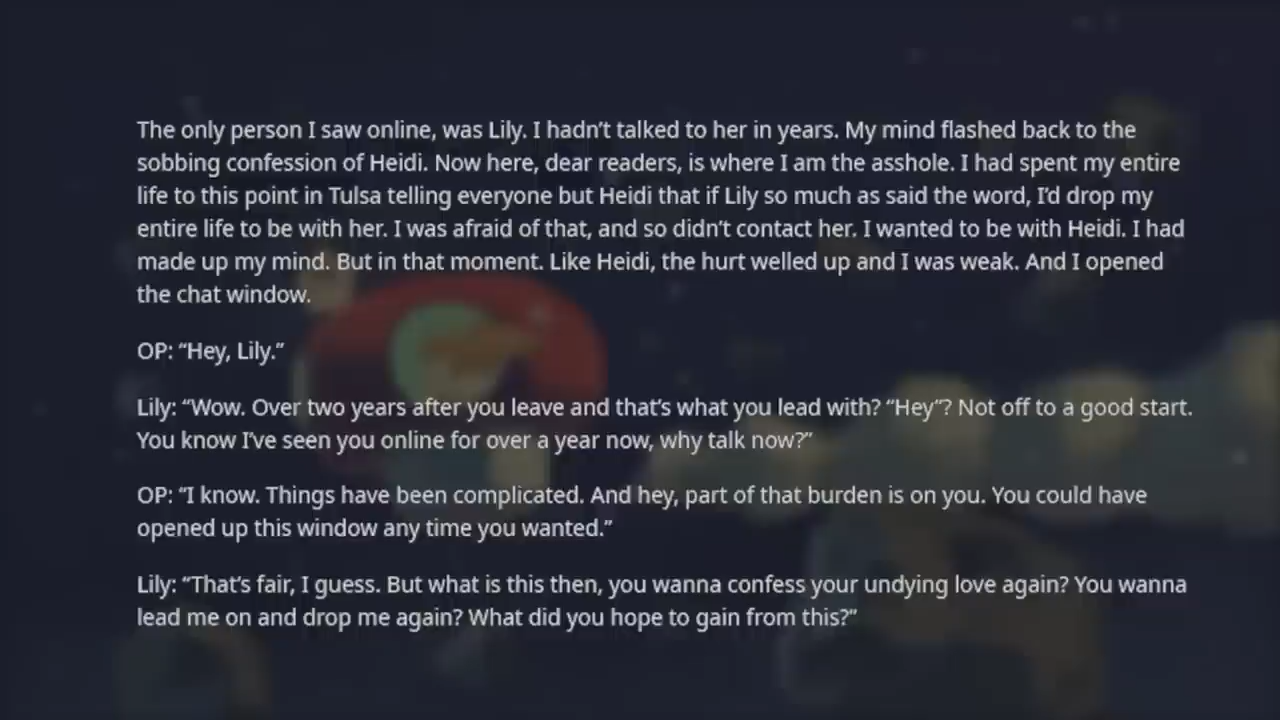 The only person I saw online, was Lily. I hadn’t talked to her in years. My mind flashed back to the
sobbing confession of Heidi. Now here, dear readers, is where I am the asshole. I had spent my entire
life to this point in Tulsa telling everyone but Heidi that if Lily so much as said the word, I’d drop my
entire life to be with her. I was afraid of that, and so didn’t contact her. I wanted to be with Heidi. I had
made up my mind. But in that moment. Like Heidi, the hurt welled up and I was weak. And I opened
the chat window.
OP: “Hey, Lily.”
Lily: “Wow. Over two years after you leave and that’s what you lead with? “Hey”? Not off to a good start.
You know I’ve seen you online for over a year now, why talk now?”
OP: “I know. Things have been complicated. And hey, part of that burden is on you. You could have
opened up this window any time you wanted.”
Lily: “That’s fair, I guess. But what is this then, you wanna confess your undying love again? You wanna
lead me on and drop me again? What did you hope to gain from this?”